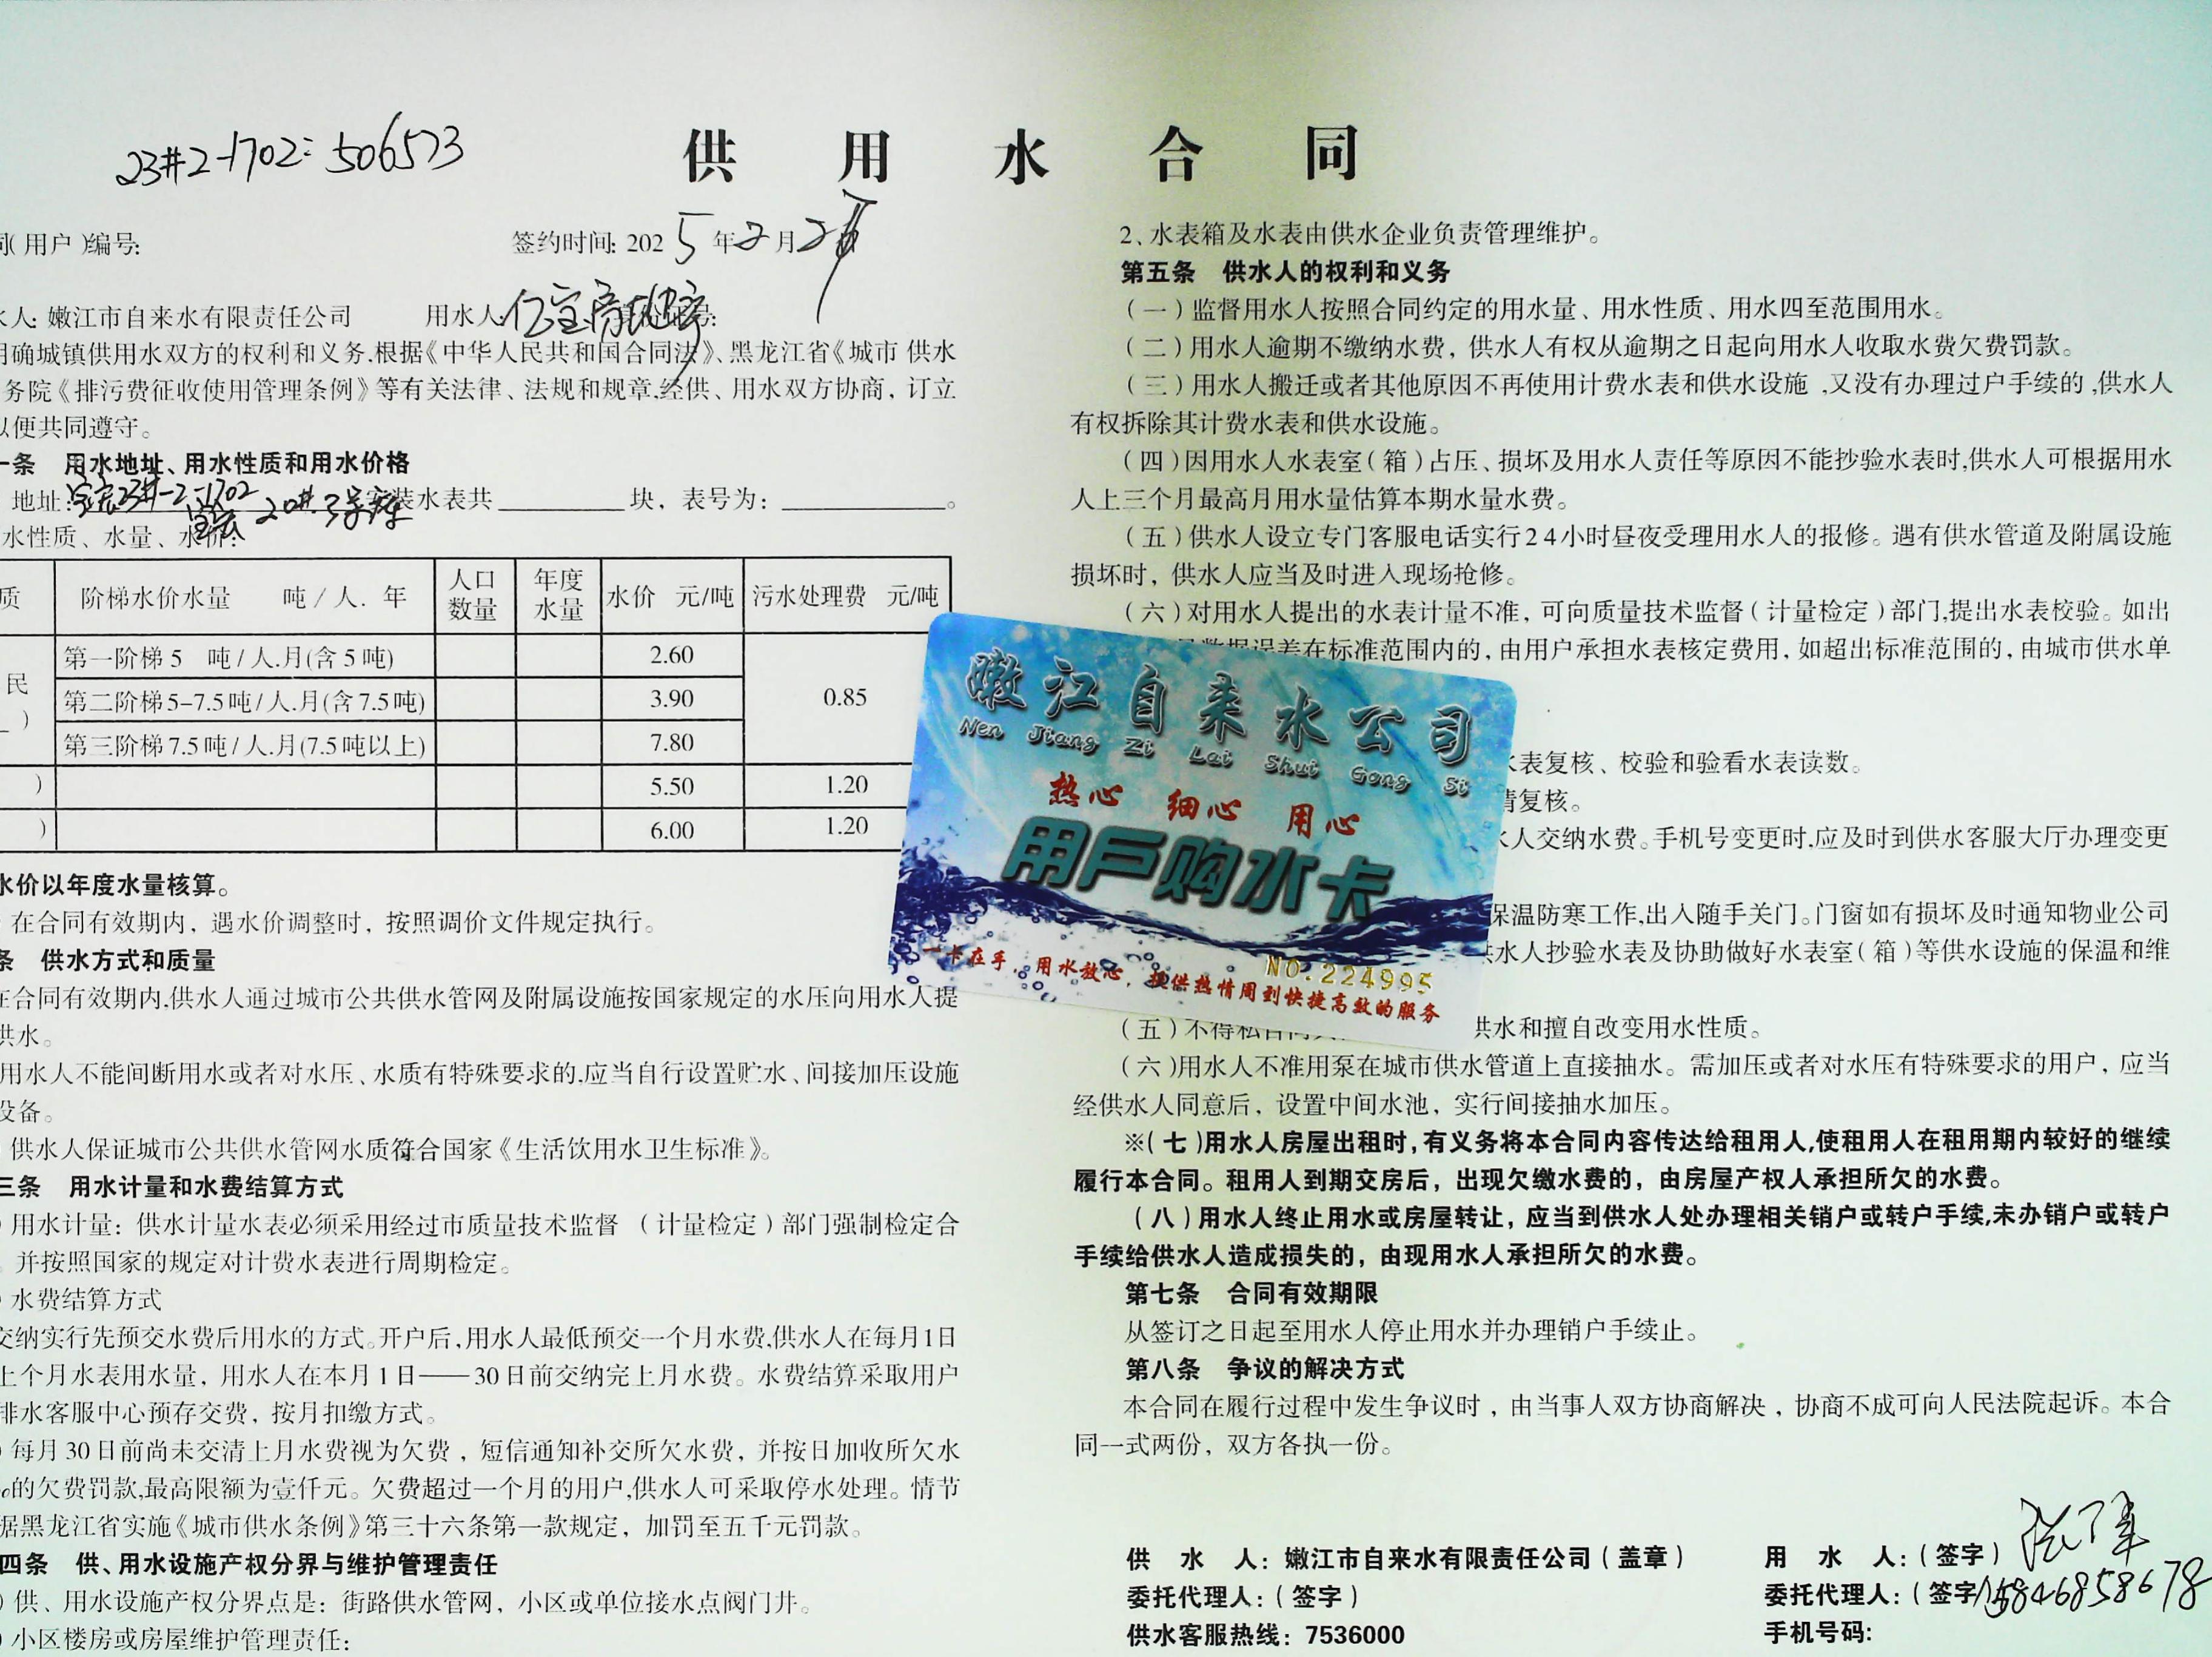 供用水合同
23#2-1702: 506573
(用户)编号:
签约时间: 2025年2月2
人: 嫩江市自来水有限责任公司 用水人:
明确城镇供用水双方的权利和义务,根据《中华人民共和国合同法》、黑龙江省《城市供水
务院《排污费征收使用管理条例》等有关法律、法规和规章,经供、用水双方协商，订立
以便共同遵守。
一条 用水地址、用水性质和用水价格
地址: 23#-2-1702 安装水表共 块，表号为：。
20#
水性质、水量、水价:
质 阶梯水价水量 吨/人.年 人口数量 年度水量 水价 元/吨 污水处理费 元/吨
民
第一阶梯 5 吨/人.月(含5吨) 2.60
第二阶梯5-7.5吨/人.月(含7.5吨) 3.90 0.85
第三阶梯7.5吨/人.月(7.5吨以上) 7.80
) 5.50 1.20
) 6.00 1.20
水价以年度水量核算。
在合同有效期内，遇水价调整时，按照调价文件规定执行。
条 供水方式和质量
在合同有效期内,供水人通过城市公共供水管网及附属设施按国家规定的水压向用水人提
供水。
用水人不能间断用水或者对水压、水质有特殊要求的,应当自行设置贮水、间接加压设施
设备。
供水人保证城市公共供水管网水质符合国家《生活饮用水卫生标准》。
三条 用水计量和水费结算方式
)用水计量：供水计量水表必须采用经过市质量技术监督（计量检定）部门强制检定合
并按照国家的规定对计费水表进行周期检定。
)水费结算方式
交纳实行先预交水费后用水的方式。开户后,用水人最低预交一个月水费,供水人在每月1日
上个月水表用水量，用水人在本月1日——30日前交纳完上月水费。水费结算采取用户
排水客服中心预存交费，按月扣缴方式。
)每月30日前尚未交清上月水费视为欠费，短信通知补交所欠水费，并按日加收所欠水
的欠费罚款,最高限额为壹仟元。欠费超过一个月的用户,供水人可采取停水处理。情节
据黑龙江省实施《城市供水条例》第三十六条第一款规定，加罚至五千元罚款。
四条 供、用水设施产权分界与维护管理责任
)供、用水设施产权分界点是：街路供水管网，小区或单位接水点阀门井。
)小区楼房或房屋维护管理责任：
2、水表箱及水表由供水企业负责管理维护。
第五条 供水人的权利和义务
（一）监督用水人按照合同约定的用水量、用水性质、用水四至范围用水。
（二）用水人逾期不缴纳水费，供水人有权从逾期之日起向用水人收取水费欠费罚款。
（三）用水人搬迁或者其他原因不再使用计费水表和供水设施,又没有办理过户手续的,供水人
有权拆除其计费水表和供水设施。
（四）因用水人水表室（箱）占压、损坏及用水人责任等原因不能抄验水表时,供水人可根据用水
人上三个月最高月用水量估算本期水量水费。
（五）供水人设立专门客服电话实行24小时昼夜受理用水人的报修。遇有供水管道及附属设施
损坏时，供水人应当及时进入现场抢修。
（六）对用水人提出的水表计量不准，可向质量技术监督（计量检定）部门,提出水表校验。如出
数据误差在标准范围内的，由用户承担水表核定费用，如超出标准范围的，由城市供水单
水表复核、校验和验看水表读数。
请复核。
水人交纳水费。手机号变更时,应及时到供水客服大厅办理变更
保温防寒工作,出入随手关门。门窗如有损坏及时通知物业公司
供水人抄验水表及协助做好水表室（箱）等供水设施的保温和维
（五）不得私自 供水和擅自改变用水性质。
（六）用水人不准用泵在城市供水管道上直接抽水。需加压或者对水压有特殊要求的用户，应当
经供水人同意后，设置中间水池，实行间接抽水加压。
※（七）用水人房屋出租时，有义务将本合同内容传达给租用人,使租用人在租用期内较好的继续
履行本合同。租用人到期交房后，出现欠缴水费的，由房屋产权人承担所欠的水费。
（八）用水人终止用水或房屋转让，应当到供水人处办理相关销户或转户手续,未办销户或转户
手续给供水人造成损失的，由现用水人承担所欠的水费。
第七条 合同有效期限
从签订之日起至用水人停止用水并办理销户手续止。
第八条 争议的解决方式
本合同在履行过程中发生争议时，由当事人双方协商解决，协商不成可向人民法院起诉。本合
同一式两份，双方各执一份。
供水人：嫩江市自来水有限责任公司（盖章）
委托代理人：（签字）
供水客服热线：7536000
用水人：（签字）
委托代理人：（签字）15846858678
手机号码:
嫩江自来水公司
Nen Jiang Zi Lai Shui Gong Si
热心 细心 用心
用户购水卡
NO.224995
一卡在手，用水放心，提供热情周到快捷高效的服务